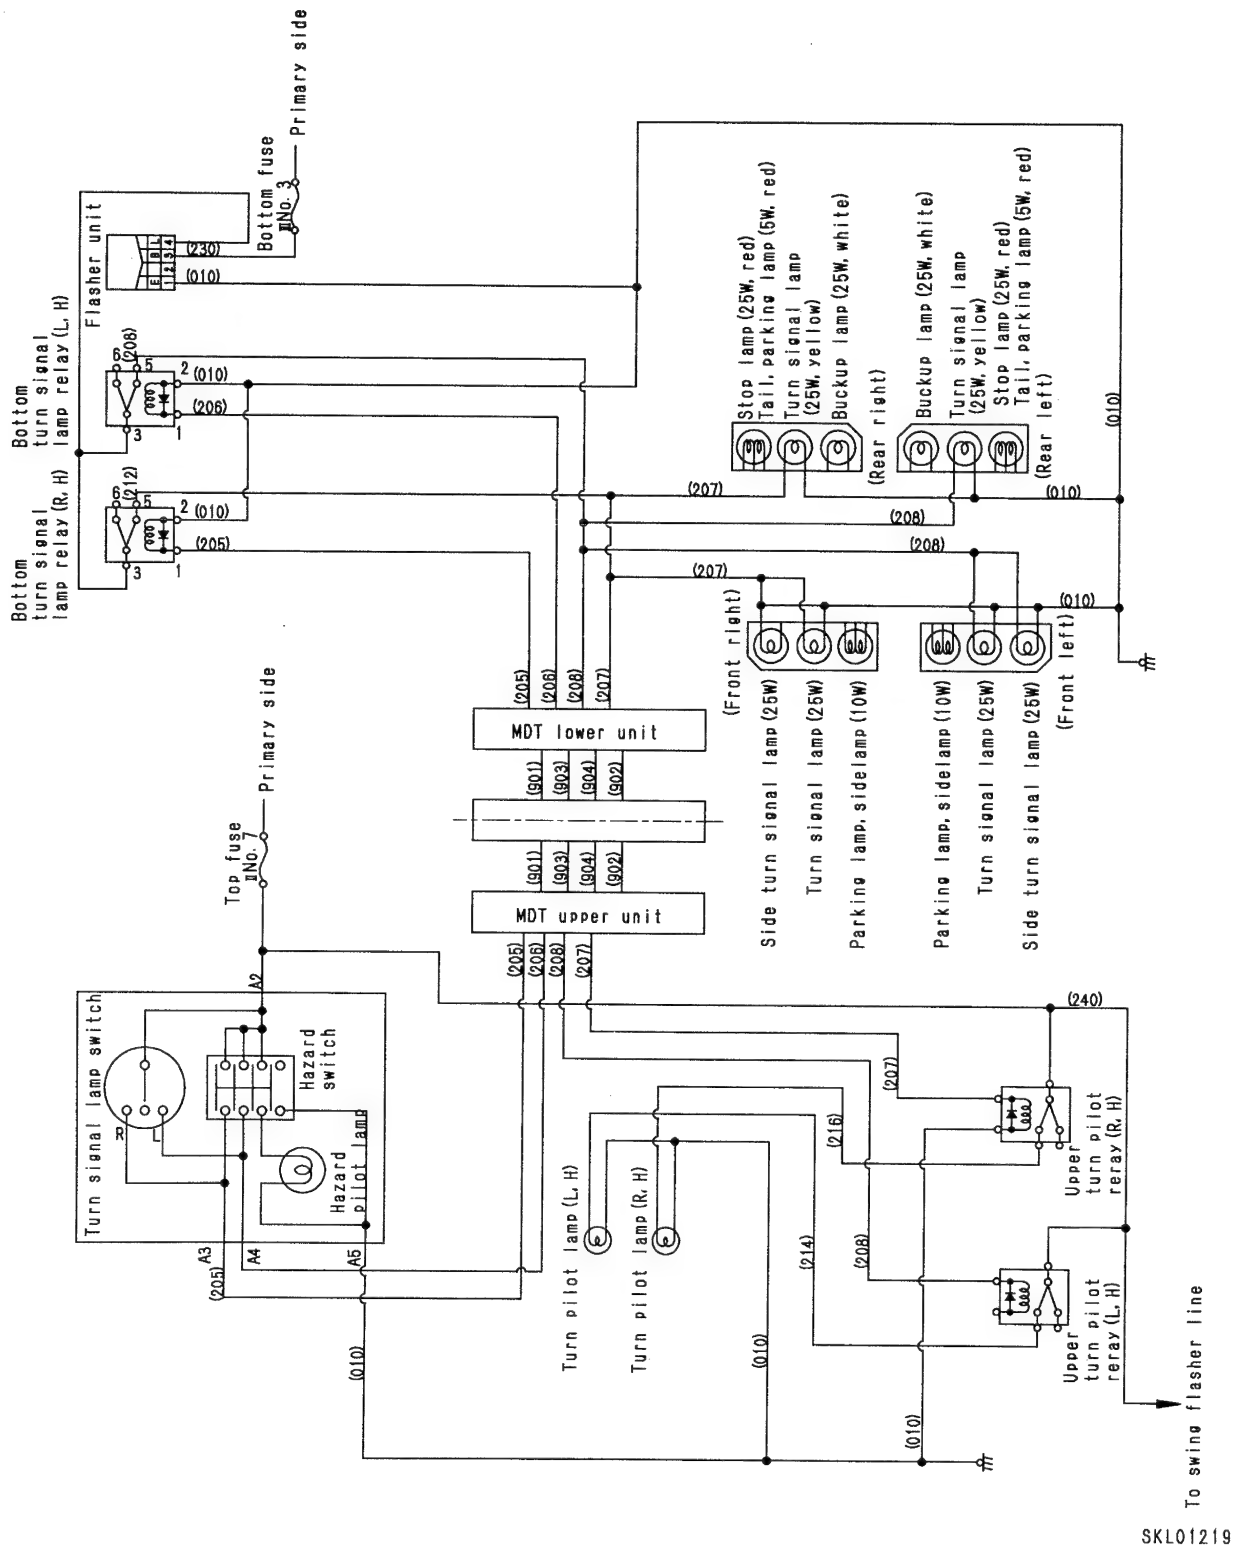 Primary side
Bottom fuse
ⅢNo. 3
Flasher unit
E B L
1 2 3 4
(230)
(010)
Bottom
turn signal
lamp relay(L, H)
6
(208)
5
2
(010)
(206)
3
1
Bottom
turn signal
lamp relay(R, H)
6
(212)
5
2
(010)
(205)
3
1
Stop lamp(25W, red)
Tail, parking lamp(5W, red)
Turn signal lamp
(25W, yellow)
Buckup lamp(25W, white)
(Rear right)
Buckup lamp(25W, white)
Turn signal lamp
(25W, yellow)
Stop lamp(25W, red)
Tail, parking lamp(5W, red)
(Rear left)
(010)
(207)
(010)
(208)
(208)
(207)
(010)
(Front right)
(Front left)
Side turn signal lamp(25W)
Turn signal lamp(25W)
Parking lamp, sidelamp(10W)
Parking lamp, sidelamp(10W)
Turn signal lamp(25W)
Side turn signal lamp(25W)
(205)
(206)
(208)
(207)
MDT lower unit
(901)
(903)
(904)
(902)
(901)
(903)
(904)
(902)
MDT upper unit
(205)
(206)
(208)
(207)
Primary side
Top fuse
ⅡNo. 7
A2
Turn signal lamp switch
R
L
Hazard
switch
Hazard
pilot lamp
A3
(205)
A4
A5
(010)
Turn pilot lamp(L, H)
Turn pilot lamp(R, H)
(240)
(207)
(216)
(214)
(208)
(010)
(010)
Upper
turn pilot
reray(R, H)
Upper
turn pilot
reray(L, H)
To swing flasher line
SKL01219